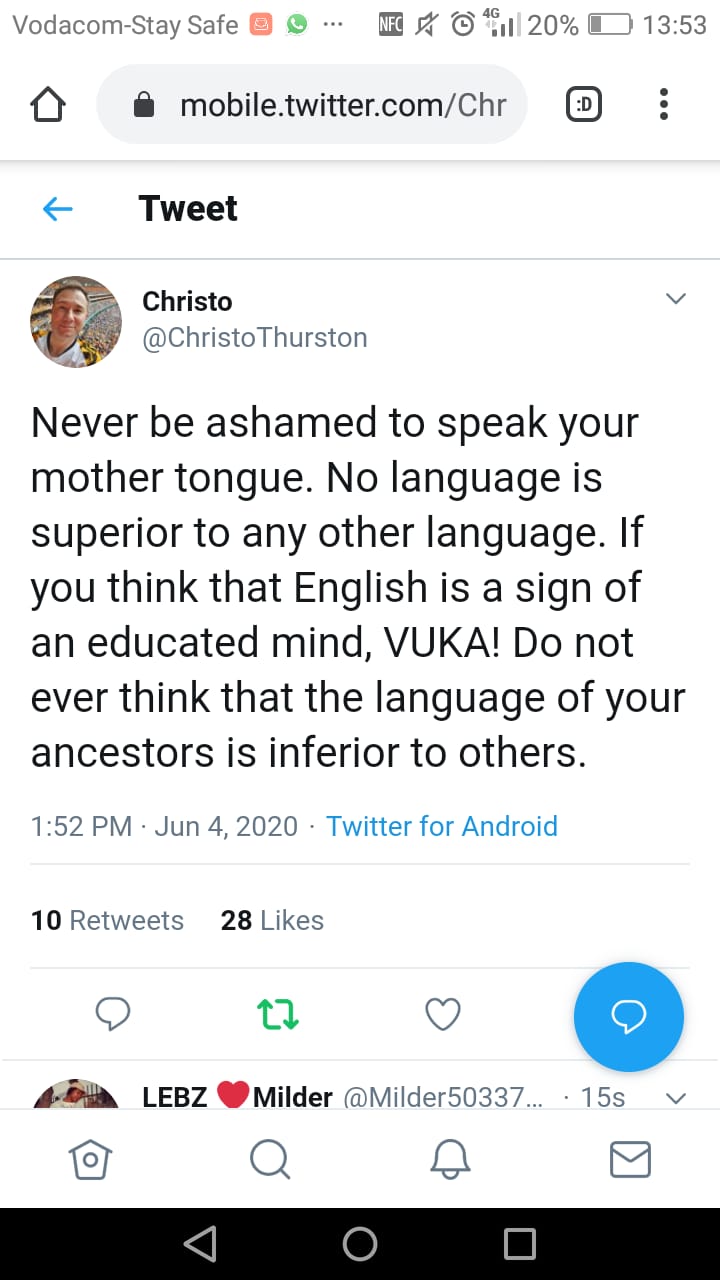 Vodacom-Stay Safe ... NFC 4G 20% 13:53
mobile.twitter.com/Chr :D
Tweet
Christo
@ChristoThurston
Never be ashamed to speak your
mother tongue. No language is
superior to any other language. If
you think that English is a sign of
an educated mind, VUKA! Do not
ever think that the language of your
ancestors is inferior to others.
1:52 PM · Jun 4, 2020 · Twitter for Android
10 Retweets 28 Likes
LEBZ ❤️Milder @Milder50337... · 15s